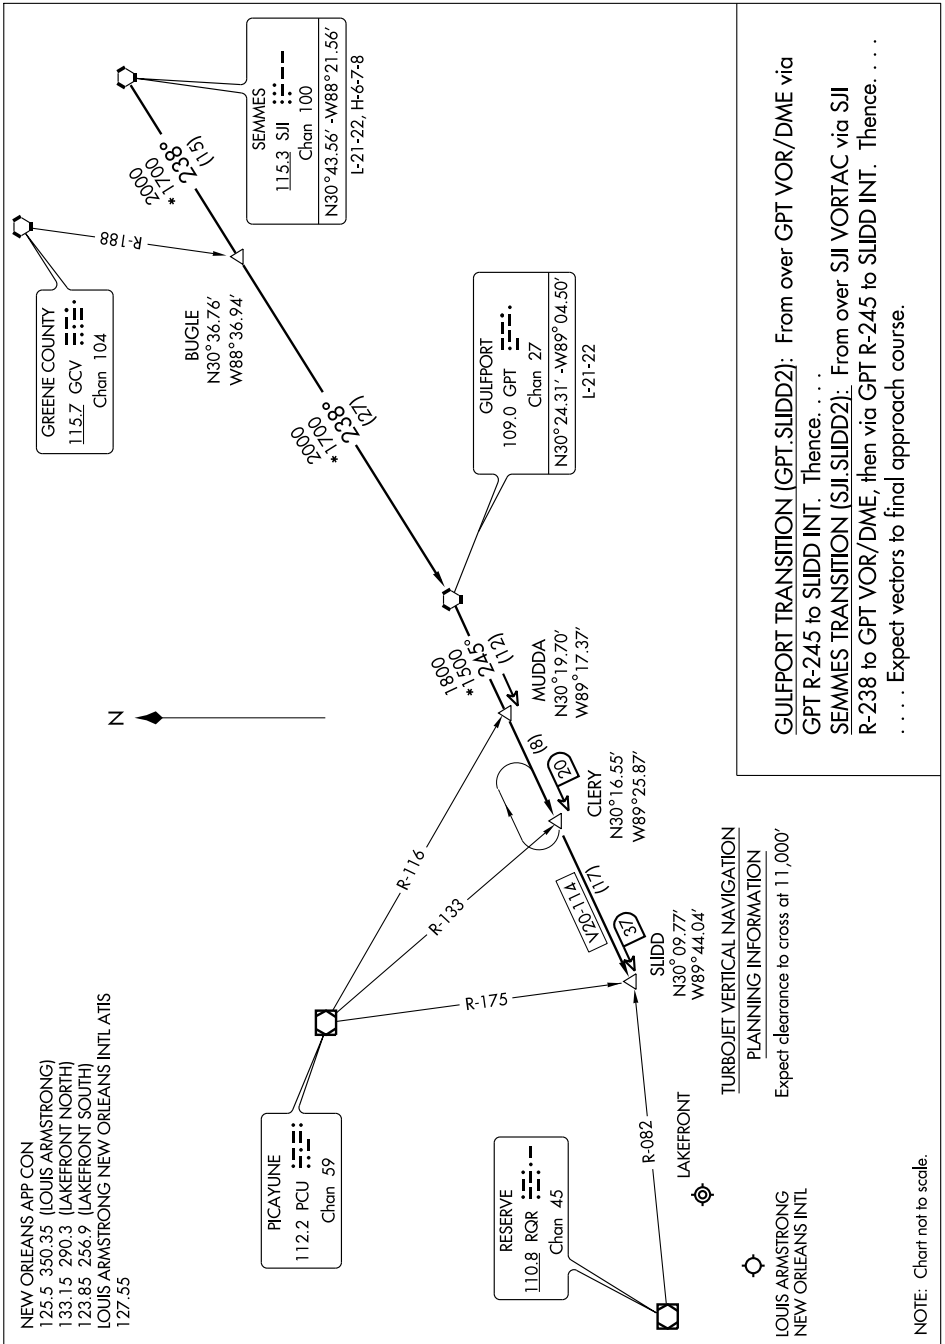 NEW ORLEANS APP CON
125.5 350.35 (LOUIS ARMSTRONG)
133.15 290.3 (LAKEFRONT NORTH)
123.85 256.9 (LAKEFRONT SOUTH)
LOUIS ARMSTRONG NEW ORLEANS INTL ATIS
127.55
GREENE COUNTY
115.7 GCV
Chan 104
R-188
SEMMES
115.3 SJI
Chan 100
N30°43.56' -W88°21.56'
L-21-22, H-6-7-8
2000
*1700
238°
(15)
BUGLE
N30°36.76'
W88°36.94'
2000
*1700
238°
(27)
GULFPORT
109.0 GPT
Chan 27
N30°24.31' -W89°04.50'
L-21-22
1800
*1500
245°
(12)
N
MUDDA
N30°19.70'
W89°17.37'
(8)
20
CLERY
N30°16.55'
W89°25.87'
R-116
R-133
R-175
V20-114
(17)
37
SLIDD
N30°09.77'
W89°44.04'
PICAYUNE
112.2 PCU
Chan 59
RESERVE
110.8 RQR
Chan 45
R-082
LAKEFRONT
LOUIS ARMSTRONG
NEW ORLEANS INTL
TURBOJET VERTICAL NAVIGATION
PLANNING INFORMATION
Expect clearance to cross at 11,000'
NOTE: Chart not to scale.
GULFPORT TRANSITION (GPT.SLIDD2): From over GPT VOR/DME via
GPT R-245 to SLIDD INT. Thence. . . .
SEMMES TRANSITION (SJI.SLIDD2): From over SJI VORTAC via SJI
R-238 to GPT VOR/DME, then via GPT R-245 to SLIDD INT. Thence. . . .
. . . . Expect vectors to final approach course.